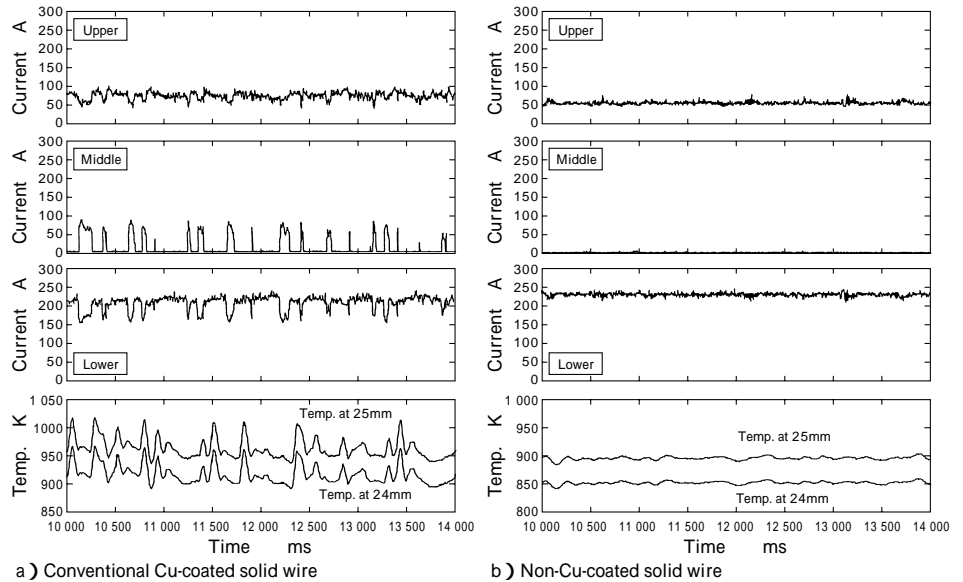 Current A
300
250
200
150
100
50
0
Upper
Current A
300
250
200
150
100
50
0
Middle
Current A
300
250
200
150
100
50
0
Lower
Temp. K
1 050
1 000
950
900
850
Temp. at 25mm
Temp. at 24mm
10 000 10 500 11 000 11 500 12 000 12 500 13 000 13 500 14 000
Time ms
a) Conventional Cu-coated solid wire
Current A
300
250
200
150
100
50
0
Upper
Current A
300
250
200
150
100
50
0
Middle
Current A
300
250
200
150
100
50
0
Lower
Temp. K
1 050
1 000
950
900
850
800
Temp. at 25mm
Temp. at 24mm
10 000 10 500 11 000 11 500 12 000 12 500 13 000 13 500 14 000
Time ms
b) Non-Cu-coated solid wire